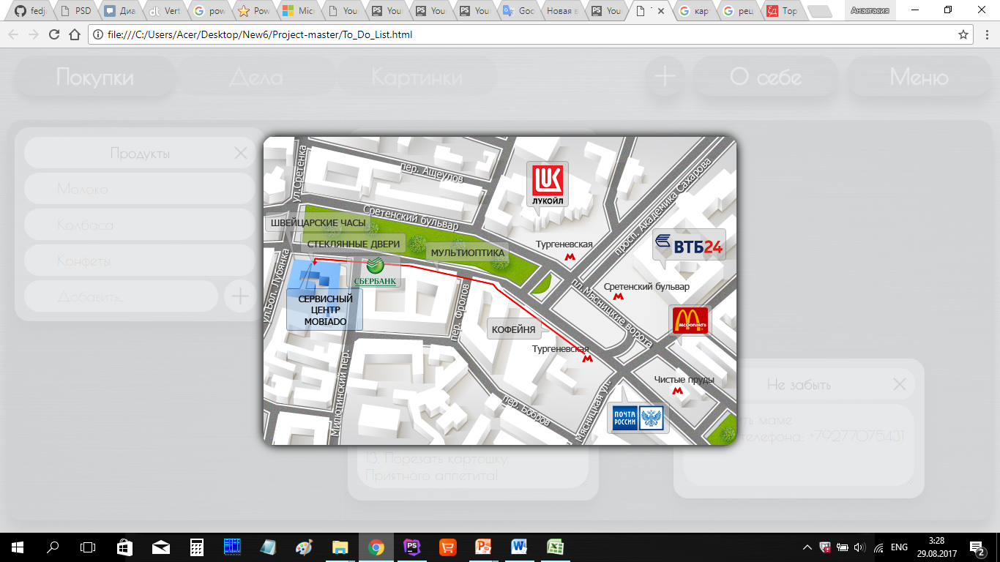 fedj
PSD
Диа
Vert
pow
Pow
Micr
You
You
You
You
Goo
Новая в
You
кар
рец
Top
Анастасия
file:///C:/Users/Acer/Desktop/New6/Project-master/To_Do_List.html
Покупки
Дела
Картинки
О себе
Меню
Продукты
Молоко
Колбаса
Конфеты
Добавить...
ул.Сретенка
пер. Ащеулов
ЛУКОЙЛ
просп. Академика Сахарова
Сретенский бульвар
ШВЕЙЦАРСКИЕ ЧАСЫ
СТЕКЛЯННЫЕ ДВЕРИ
МУЛЬТИОПТИКА
Тургеневская
ВТБ24
СБЕРБАНК
ул.Бол. Лубянка
СЕРВИСНЫЙ
ЦЕНТР
MOBIADO
пл. Мясницкие ворота
Сретенский бульвар
McDonald's
пер. Фролов
КОФЕЙНЯ
Тургеневская
Милютинский пер.
Чистые пруды
пер. Бобров
Мясницкая ул.
ПОЧТА
РОССИИ
13. Порезать картошку
Приятного аппетита!
Не забыть
ть маме
телефона: +79277075431
ENG
3:28
29.08.2017
2